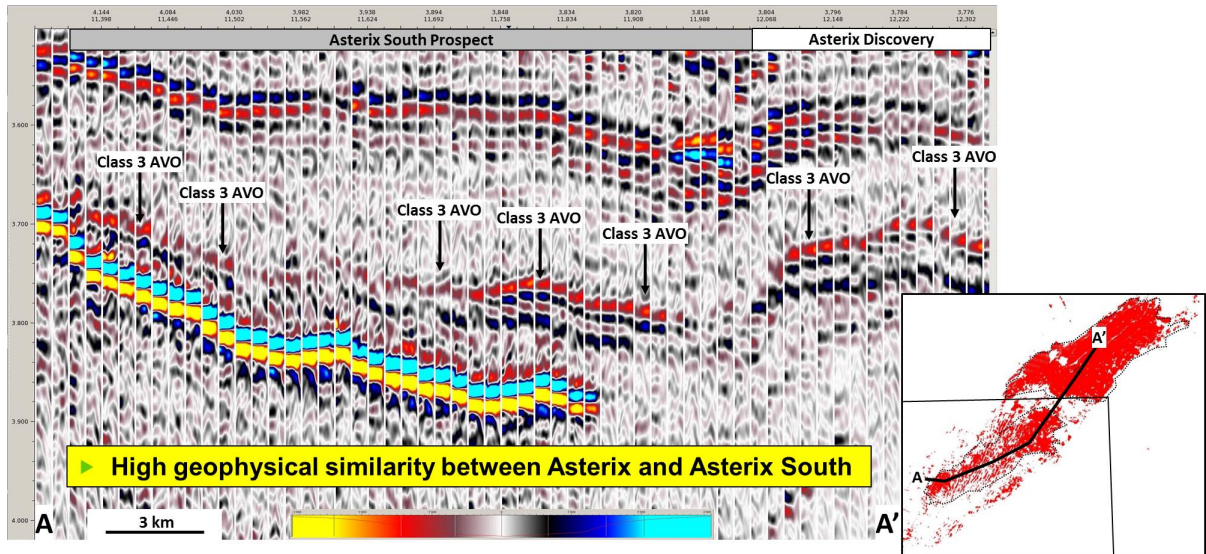 4,144 4,084 4,030 3,982 3,938 3,894 3,848 3,834 3,820 3,814 3,808 3,796 3,784 3,776
11,398 11,446 11,502 11,562 11,624 11,692 11,758 11,834 11,908 11,988 12,068 12,148 12,222 12,302
Asterix South Prospect
Asterix Discovery
3.600
Class 3 AVO
Class 3 AVO
Class 3 AVO
Class 3 AVO
Class 3 AVO
Class 3 AVO
Class 3 AVO
3.700
3.800
3.900
High geophysical similarity between Asterix and Asterix South
4.000
A
3 km
A'
A'
A